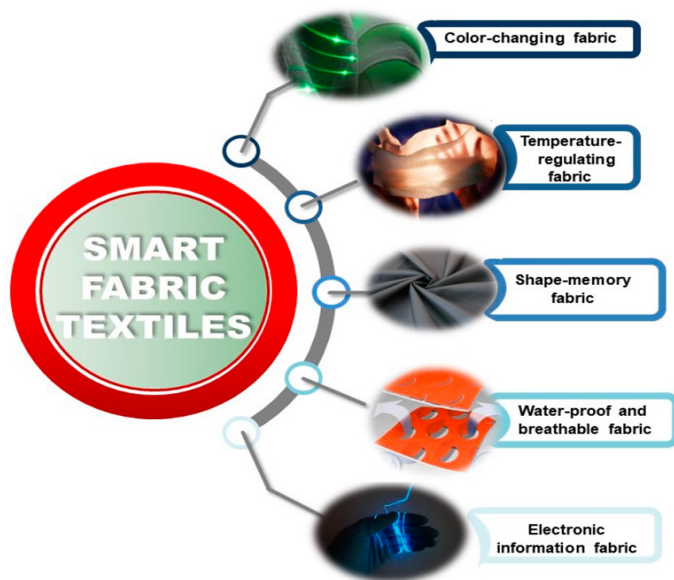 SMART
FABRIC
TEXTILES
Color-changing fabric
Temperature-
regulating
fabric
Shape-memory
fabric
Water-proof and
breathable fabric
Electronic
information fabric